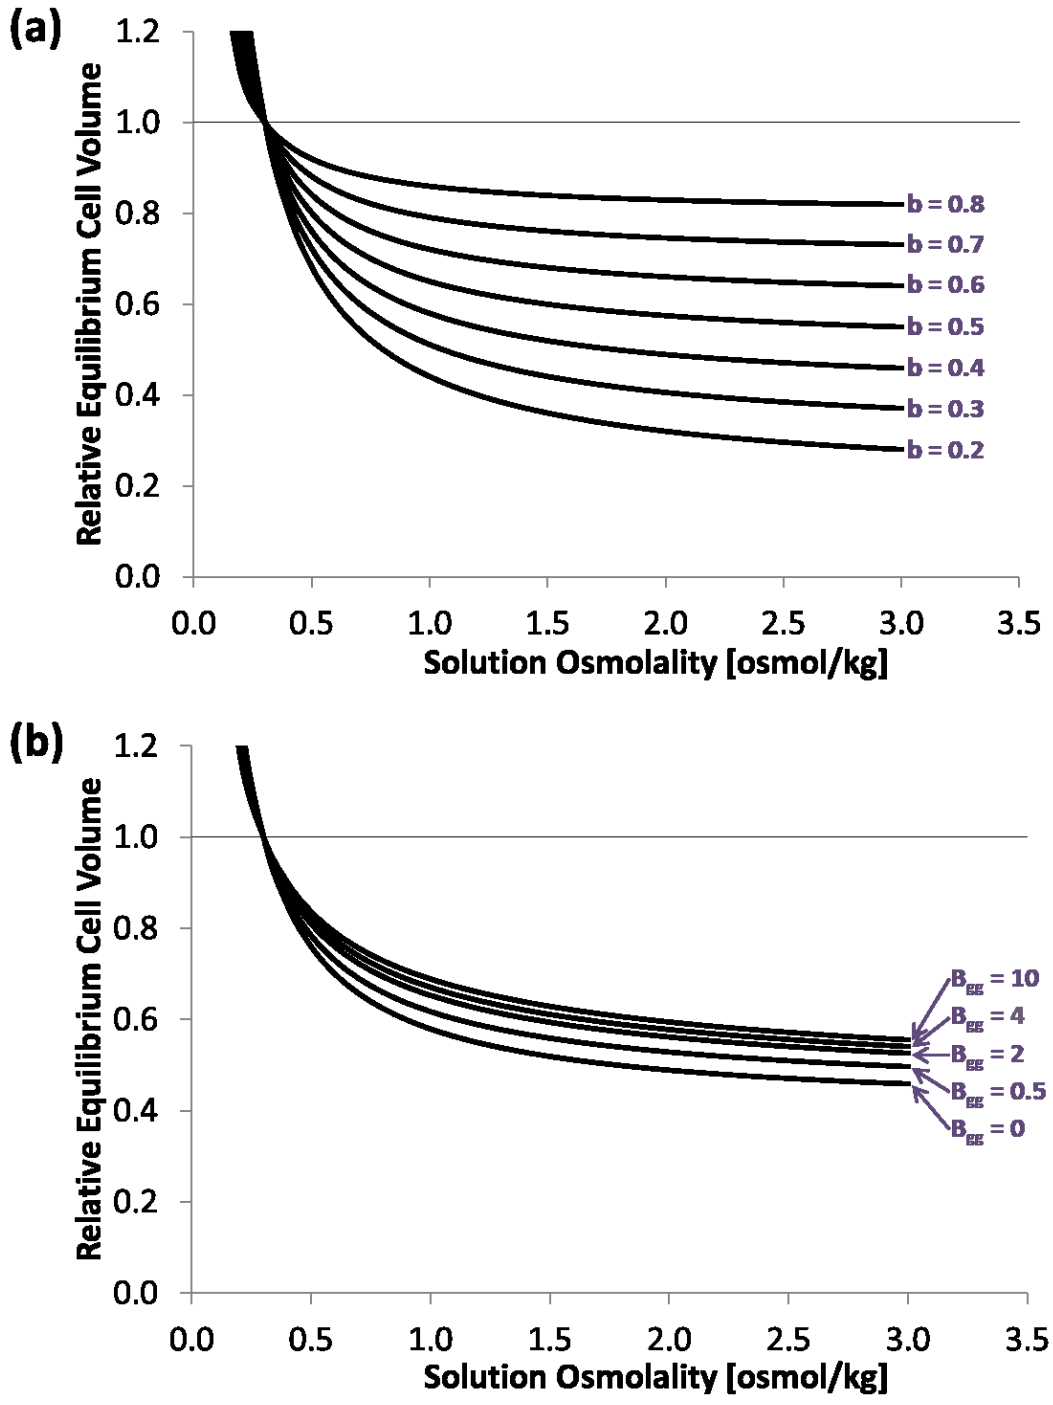 (a)
Relative Equilibrium Cell Volume
1.2
1.0
0.8
0.6
0.4
0.2
0.0
b = 0.8
b = 0.7
b = 0.6
b = 0.5
b = 0.4
b = 0.3
b = 0.2
0.0 0.5 1.0 1.5 2.0 2.5 3.0 3.5
Solution Osmolality [osmol/kg]
(b)
Relative Equilibrium Cell Volume
1.2
1.0
0.8
0.6
0.4
0.2
0.0
Bgg = 10
Bgg = 4
Bgg = 2
Bgg = 0.5
Bgg = 0
0.0 0.5 1.0 1.5 2.0 2.5 3.0 3.5
Solution Osmolality [osmol/kg]